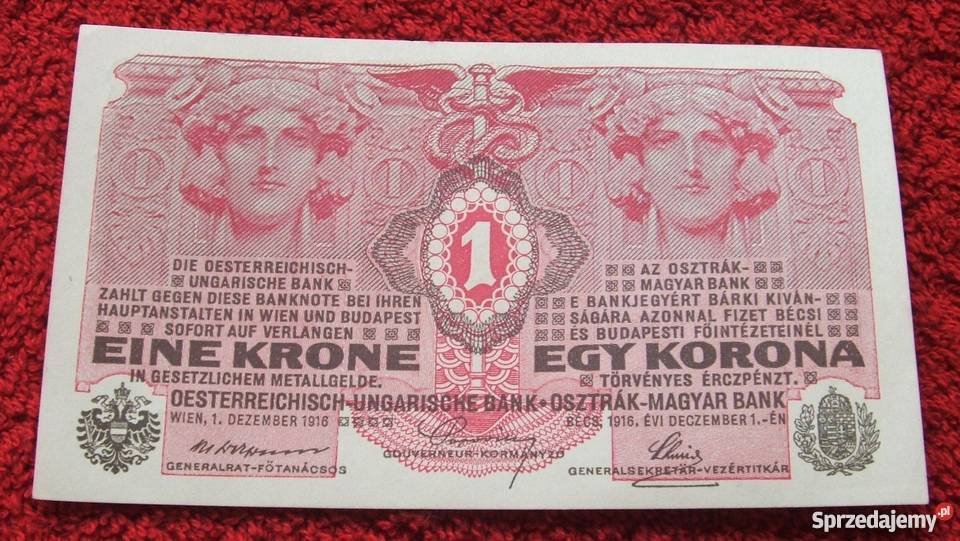 1 1 1
1
DIE OESTERREICHISCH-
UNGARISCHE BANK
ZAHLT GEGEN DIESE BANKNOTE BEI IHREN
HAUPTANSTALTEN IN WIEN UND BUDAPEST
SOFORT AUF VERLANGEN
EINE KRONE
IN GESETZLICHEM METALLGELDE.
AZ OSZTRÁK-
MAGYAR BANK
E BANKJEGYÉRT BÁRKI KIVÁN-
SÁGÁRA AZONNAL FIZET BÉCSI
ÉS BUDAPESTI FŐINTÉZETEINÉL
EGY KORONA
TÖRVÉNYES ÉRCZPÉNZT.
OESTERREICHISCH-UNGARISCHE BANK • OSZTRÁK-MAGYAR BANK
WIEN, 1. DEZEMBER 1916
BÉCS, 1916. ÉVI DECZEMBER 1.-ÉN
GENERALRAT-FŐTANÁCSOS
GOUVERNEUR-KORMÁNYZÓ
GENERALSEKRETÄR-VEZÉRTITKÁR
Sprzedajemy.pl